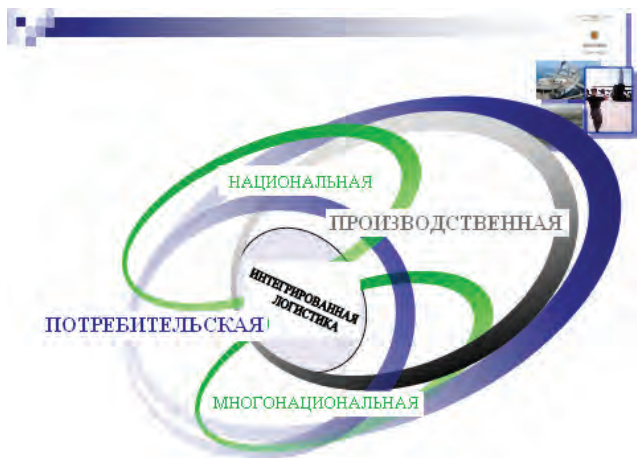 НАЦИОНАЛЬНАЯ
ПРОИЗВОДСТВЕННАЯ
ИНТЕГРИРОВАННАЯ
ЛОГИСТИКА
ПОТРЕБИТЕЛЬСКАЯ
МНОГОНАЦИОНАЛЬНАЯ